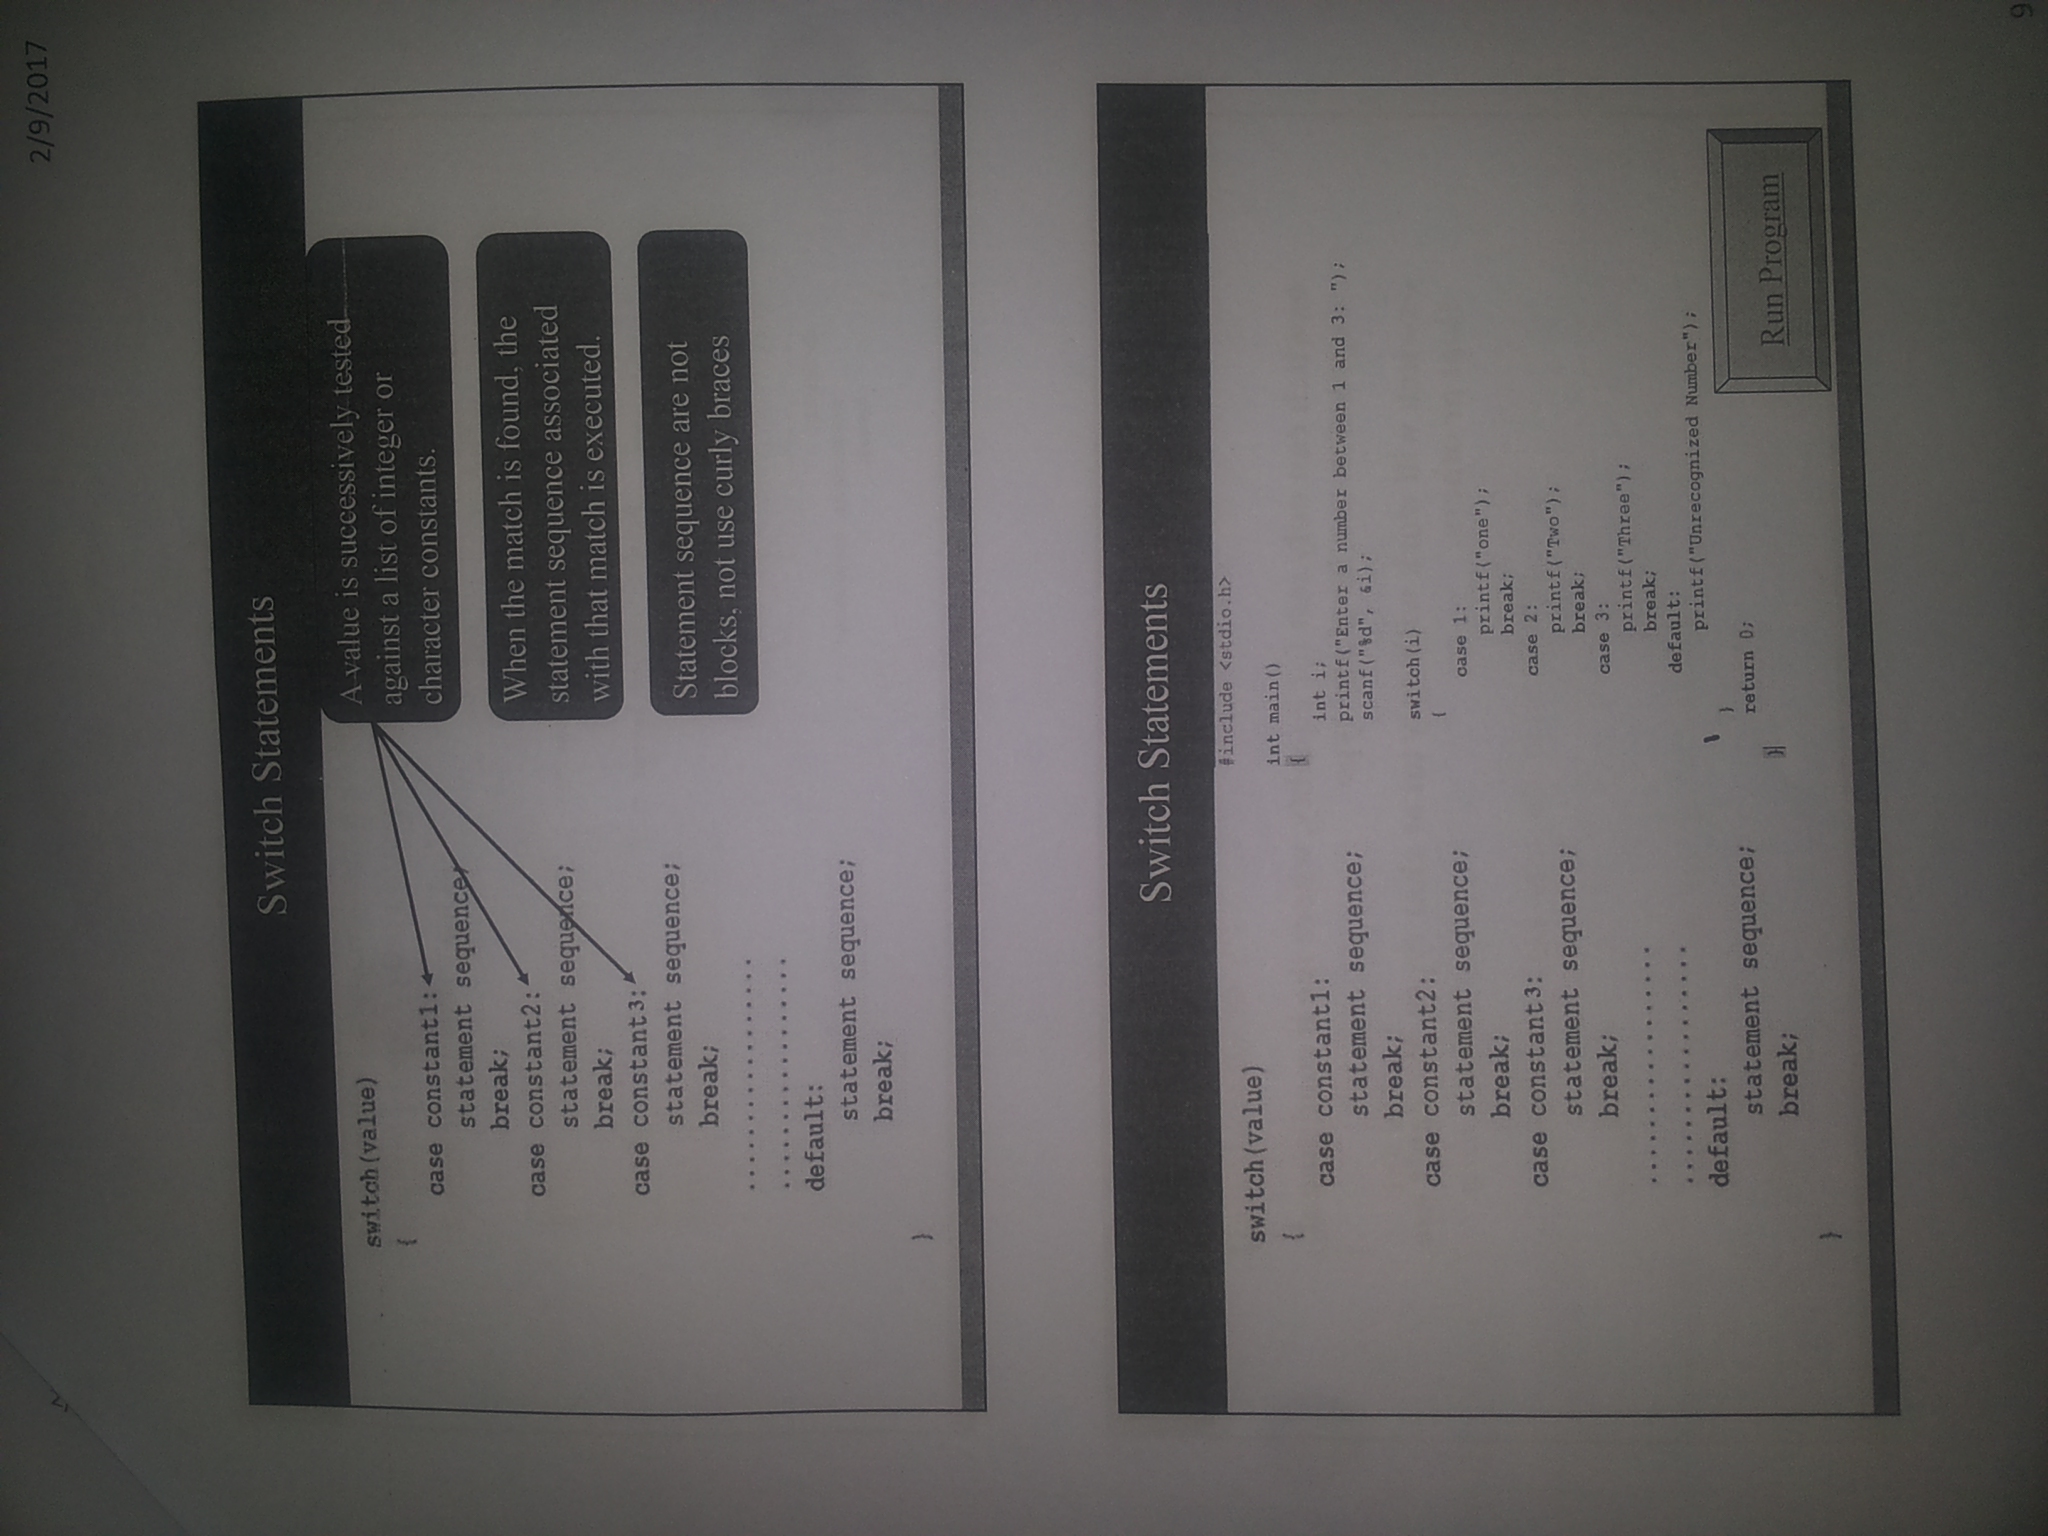 2/9/2017
Switch Statements
switch(value)
{
case constant1:
statement sequence;
break;
case constant2:
statement sequence;
break;
case constant3:
statement sequence;
break;
.................
.................
default:
statement sequence;
break;
}
A value is successively tested
against a list of integer or
character constants.
When the match is found, the
statement sequence associated
with that match is executed.
Statement sequence are not
blocks, not use curly braces
Switch Statements
switch(value)
{
case constant1:
statement sequence;
break;
case constant2:
statement sequence;
break;
case constant3:
statement sequence;
break;
.................
.................
default:
statement sequence;
break;
}
#include <stdio.h>
int main()
{
int i;
printf("Enter a number between 1 and 3: ");
scanf("%d", &i);
switch(i)
{
case 1:
printf("one");
break;
case 2:
printf("Two");
break;
case 3:
printf("Three");
break;
default:
printf("Unrecognized Number");
}
return 0;
}
Run Program
9